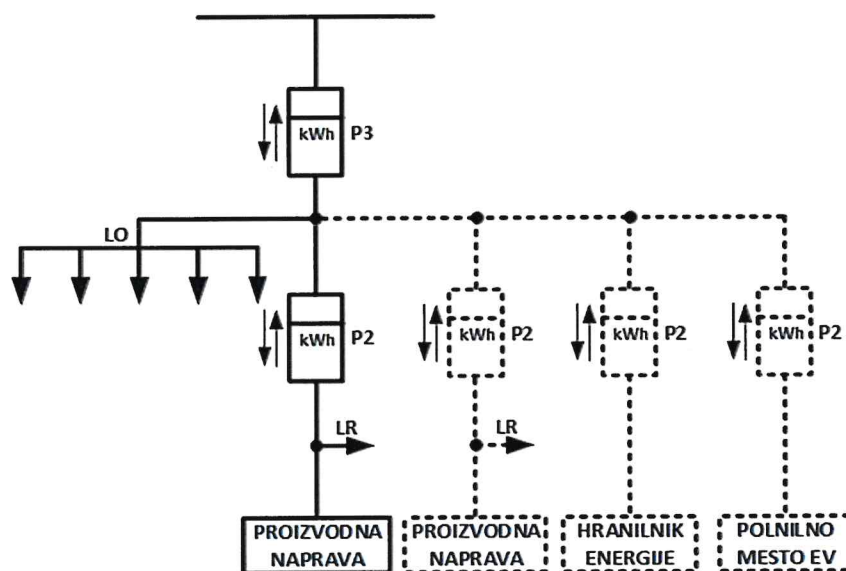 kWh P3
LO
kWh P2
kWh P2
kWh P2
kWh P2
LR
LR
PROIZVODNA
NAPRAVA
PROIZVODNA
NAPRAVA
HRANILNIK
ENERGIJE
POLNILNO
MESTO EV